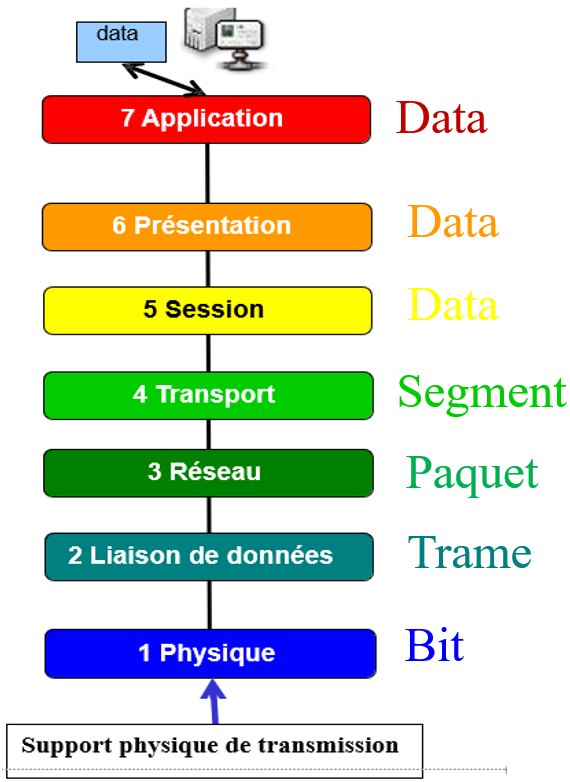 data
7 Application
Data
6 Présentation
Data
5 Session
Data
4 Transport
Segment
3 Réseau
Paquet
2 Liaison de données
Trame
1 Physique
Bit
Support physique de transmission